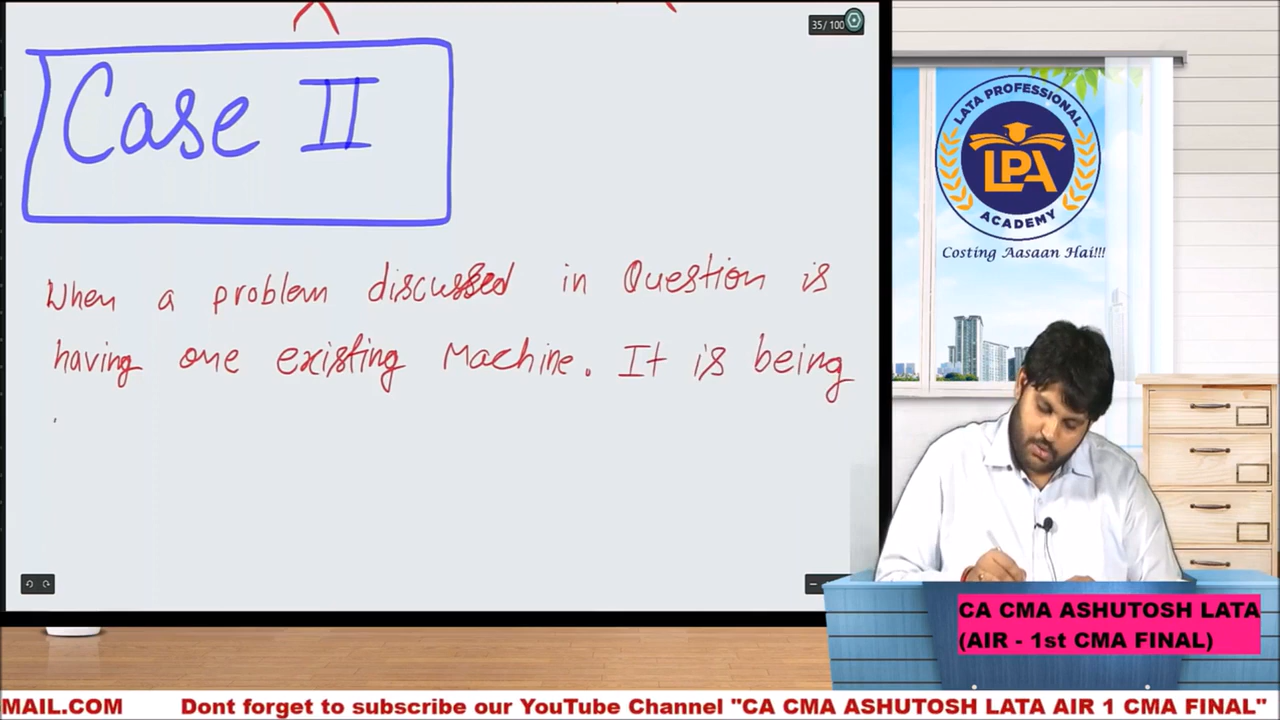 35/100
Case II
When a problem discussed in Question is
having one existing Machine. It is being
LATA PROFESSIONAL
LPA
ACADEMY
Costing Aasaan Hai!!!
CA CMA ASHUTOSH LATA
(AIR - 1st CMA FINAL)
MAIL.COM Dont forget to subscribe our YouTube Channel "CA CMA ASHUTOSH LATA AIR 1 CMA FINAL"